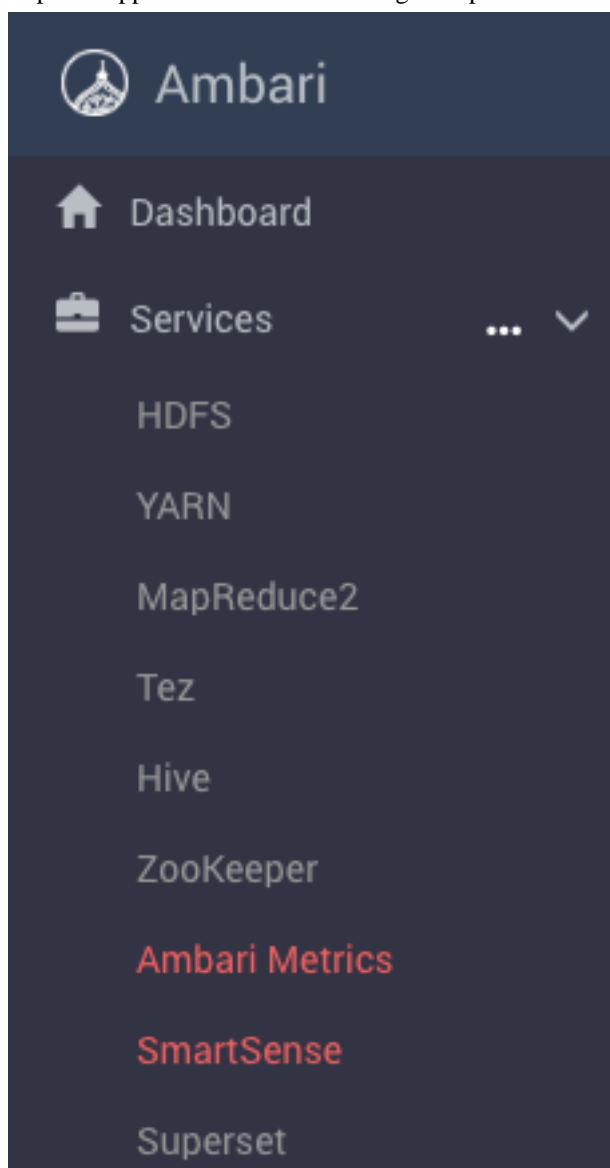 Ambari
Dashboard
Services ...
HDFS
YARN
MapReduce2
Tez
Hive
ZooKeeper
Ambari Metrics
SmartSense
Superset